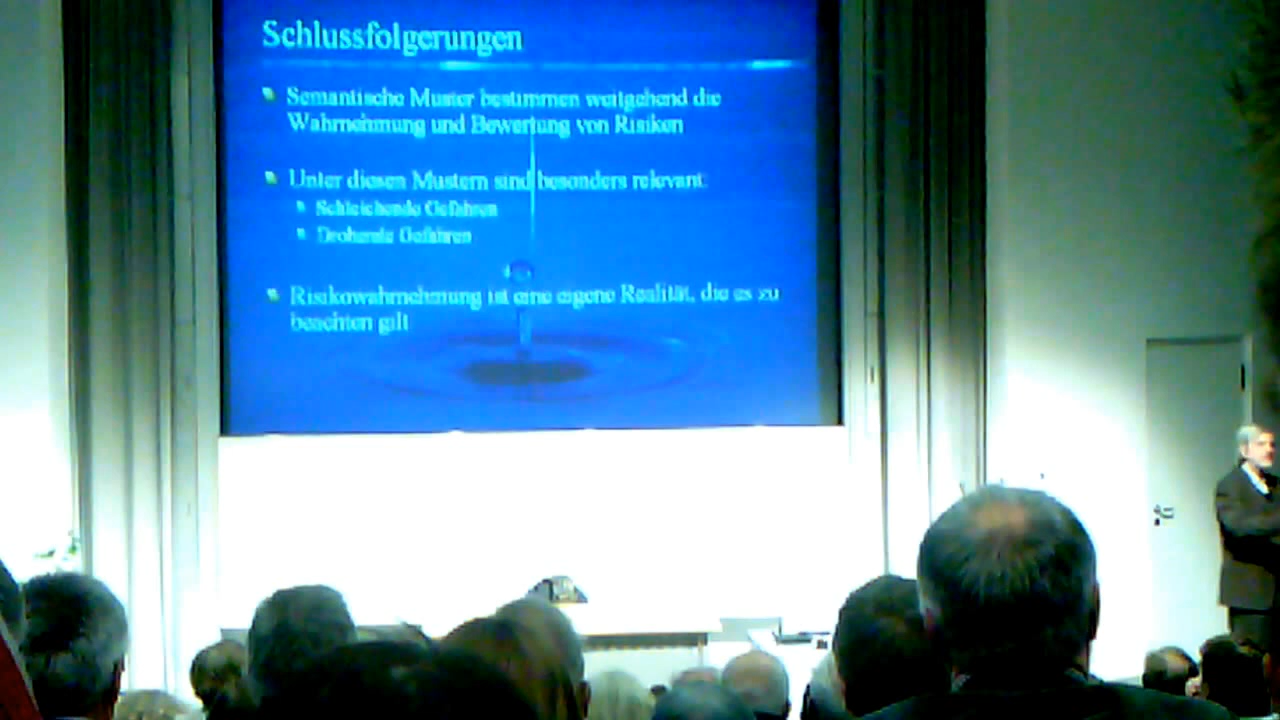 Schlussfolgerungen
Semantische Muster bestimmen weitgehend die
Wahrnehmung und Bewertung von Risiken
Unter diesen Mustern sind besonders relevant:
Schleichende Gefahren
Drohende Gefahren
Risikowahrnehmung ist eine eigene Realität, die es zu
beachten gilt